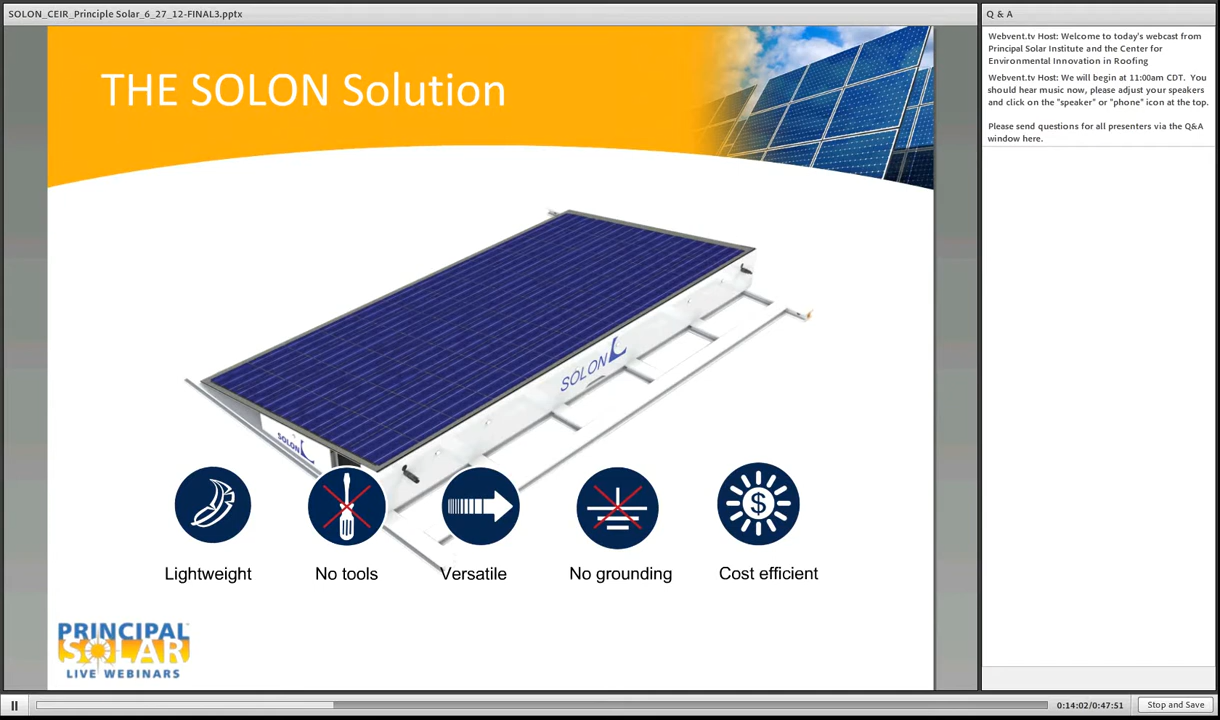 SOLON_CEIR_Principle Solar_6_27_12-FINAL3.pptx
THE SOLON Solution
SOLON
SOLON
$
Lightweight
No tools
Versatile
No grounding
Cost efficient
PRINCIPAL
SOLAR
LIVE WEBINARS
Q & A
Webvent.tv Host: Welcome to today's webcast from
Principal Solar Institute and the Center for
Environmental Innovation in Roofing
Webvent.tv Host: We will begin at 11:00am CDT. You
should hear music now, please adjust your speakers
and click on the "speaker" or "phone" icon at the top.
Please send questions for all presenters via the Q&A
window here.
0:14:02/0:47:51
Stop and Save